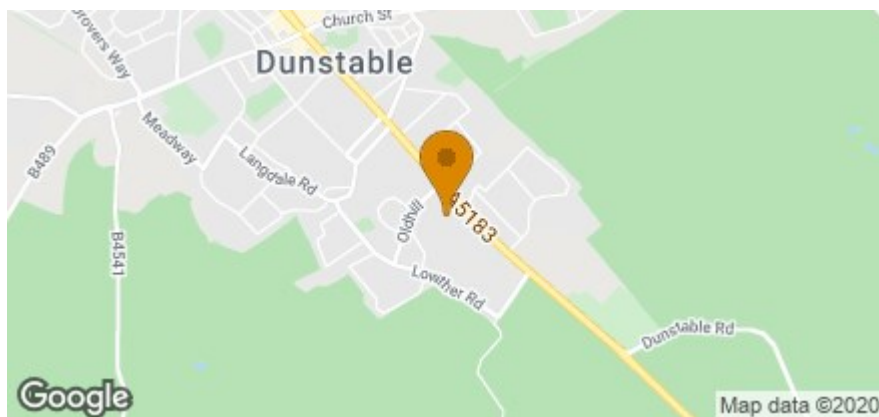 Church St
Grovers Way
Dunstable
Meadway
B489
Langdale Rd
Oldhill
A5183
B4541
Lowther Rd
Dunstable Rd
Google
Map data ©2020